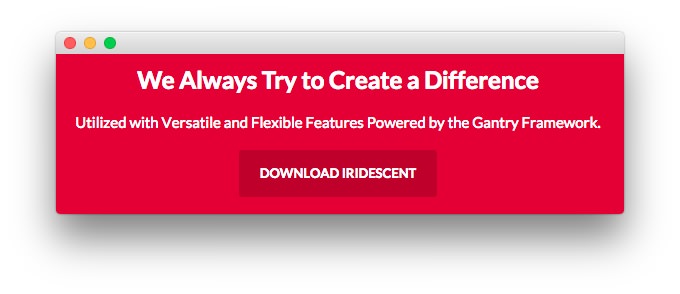 We Always Try to Create a Difference
Utilized with Versatile and Flexible Features Powered by the Gantry Framework.
DOWNLOAD IRIDESCENT